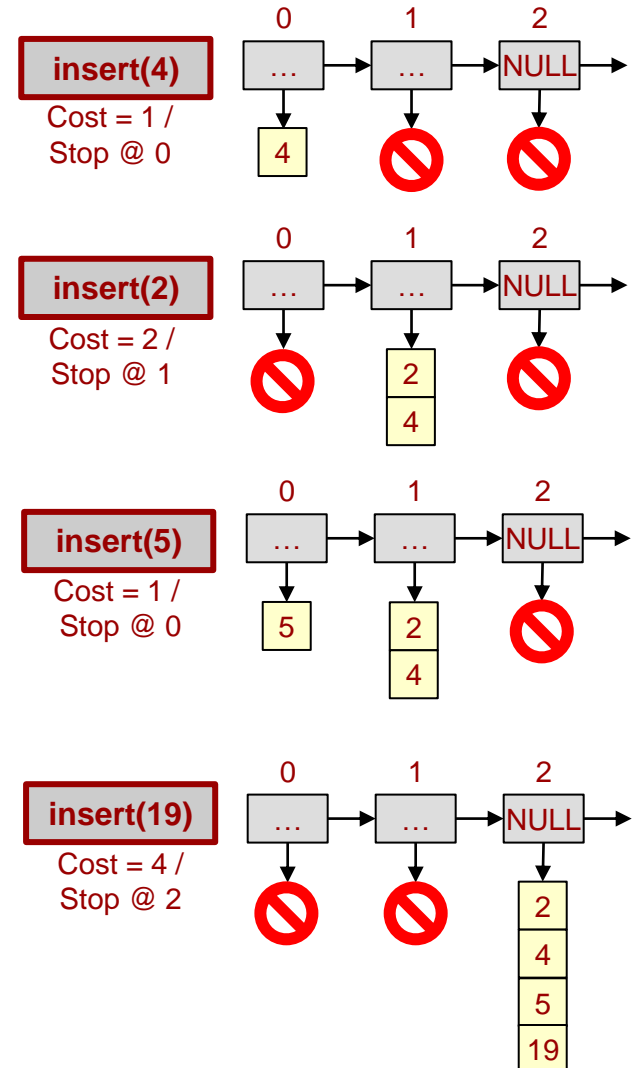 0 1 2
insert(4)
… … NULL
Cost = 1 /
Stop @ 0
4
0 1 2
insert(2)
… … NULL
Cost = 2 /
Stop @ 1
2
4
0 1 2
insert(5)
… … NULL
Cost = 1 /
Stop @ 0
5 2
4
0 1 2
insert(19)
… … NULL
Cost = 4 /
Stop @ 2
2
4
5
19